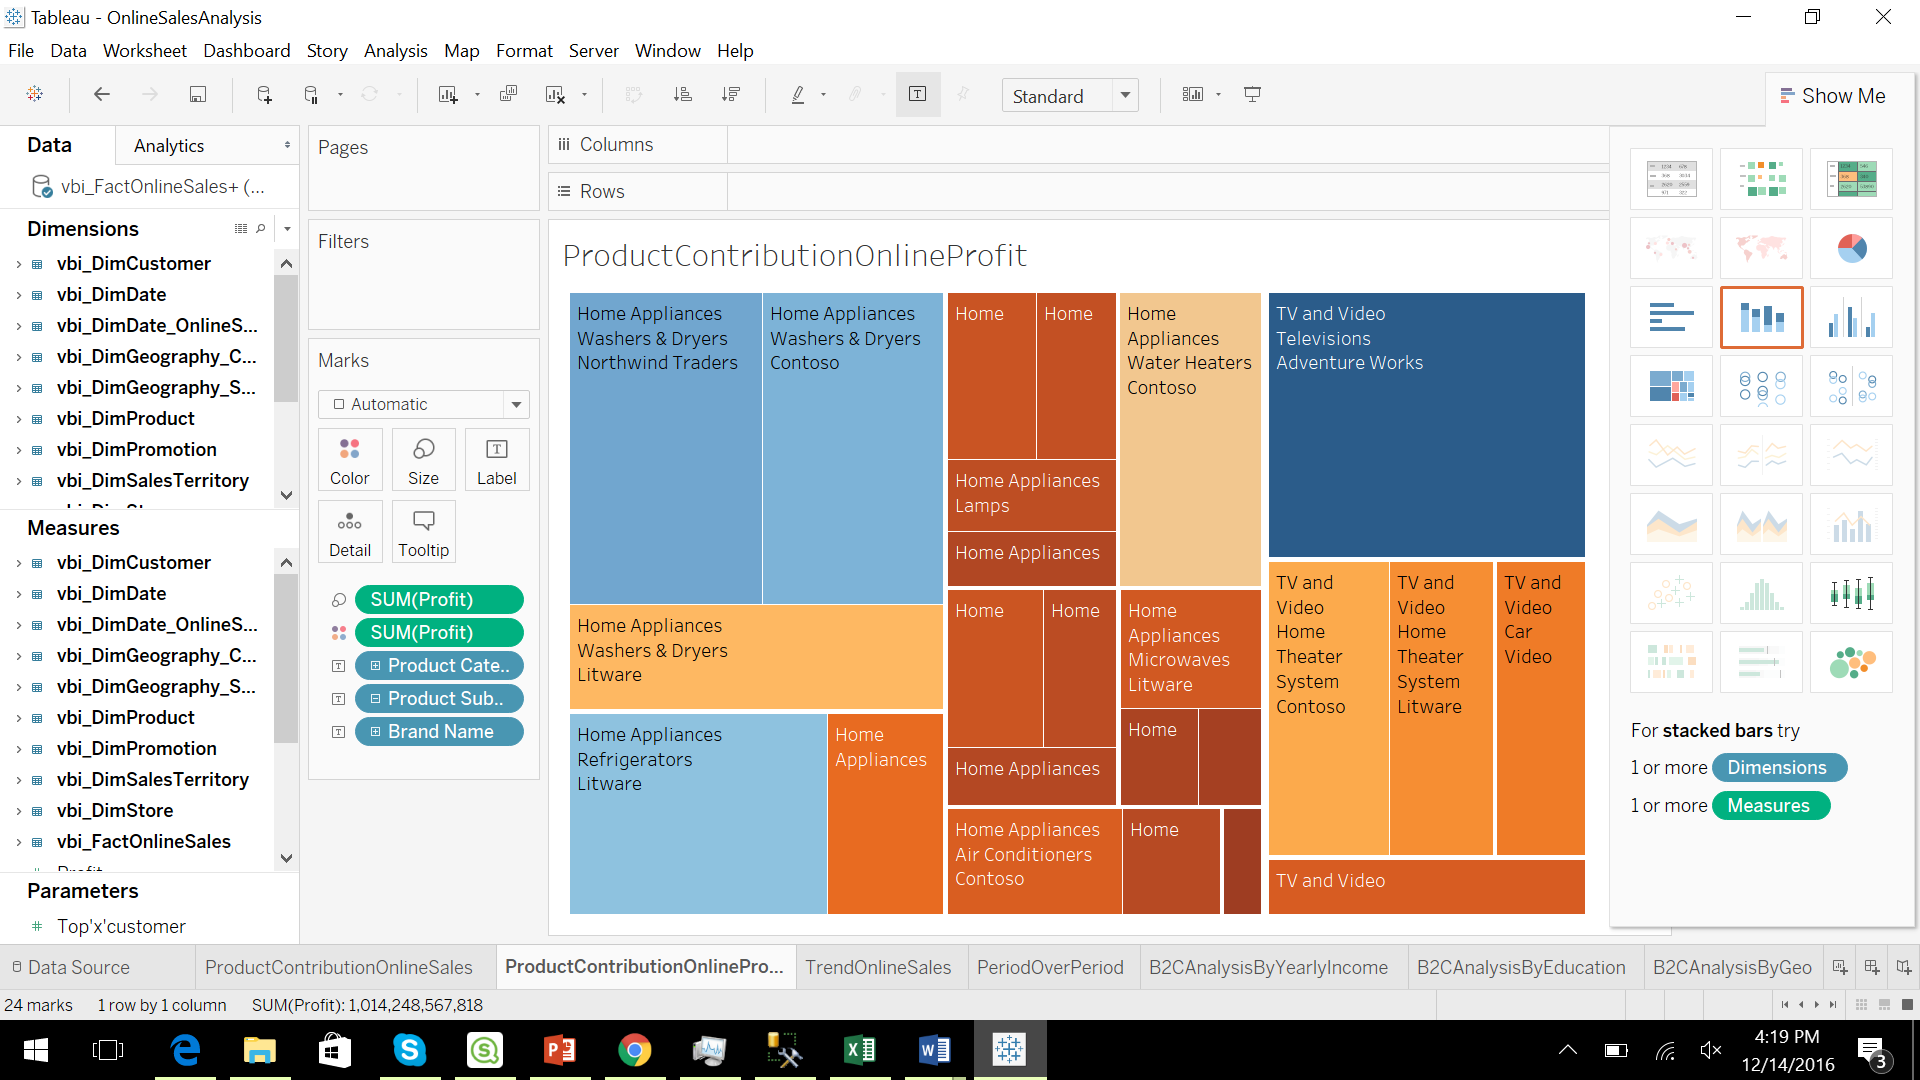 Tableau - OnlineSalesAnalysis
File Data Worksheet Dashboard Story Analysis Map Format Server Window Help
Standard
Show Me
Data
Analytics
vbi_FactOnlineSales+ (...
Dimensions
vbi_DimCustomer
vbi_DimDate
vbi_DimDate_OnlineS...
vbi_DimGeography_C...
vbi_DimGeography_S...
vbi_DimProduct
vbi_DimPromotion
vbi_DimSalesTerritory
Measures
vbi_DimCustomer
vbi_DimDate
vbi_DimDate_OnlineS...
vbi_DimGeography_C...
vbi_DimGeography_S...
vbi_DimProduct
vbi_DimPromotion
vbi_DimSalesTerritory
vbi_DimStore
vbi_FactOnlineSales
Profit
Parameters
Top'x'customer
Pages
Filters
Marks
Automatic
Color
Size
Label
Detail
Tooltip
SUM(Profit)
SUM(Profit)
Product Cate..
Product Sub..
Brand Name
Columns
Rows
ProductContributionOnlineProfit
Home Appliances
Washers & Dryers
Northwind Traders
Home Appliances
Washers & Dryers
Contoso
Home Appliances
Washers & Dryers
Litware
Home Appliances
Refrigerators
Litware
Home
Appliances
Home
Home
Home Appliances
Lamps
Home Appliances
Home
Home
Home Appliances
Home Appliances
Air Conditioners
Contoso
Home
Appliances
Water Heaters
Contoso
Home
Appliances
Microwaves
Litware
Home
Home
TV and Video
Televisions
Adventure Works
TV and
Video
Home
Theater
System
Contoso
TV and
Video
Home
Theater
System
Litware
TV and
Video
Car
Video
TV and Video
For stacked bars try
1 or more Dimensions
1 or more Measures
Data Source
ProductContributionOnlineSales
ProductContributionOnlinePro...
TrendOnlineSales
PeriodOverPeriod
B2CAnalysisByYearlyIncome
B2CAnalysisByEducation
B2CAnalysisByGeo
24 marks
1 row by 1 column
SUM(Profit): 1,014,248,567,818
4:19 PM
12/14/2016
3